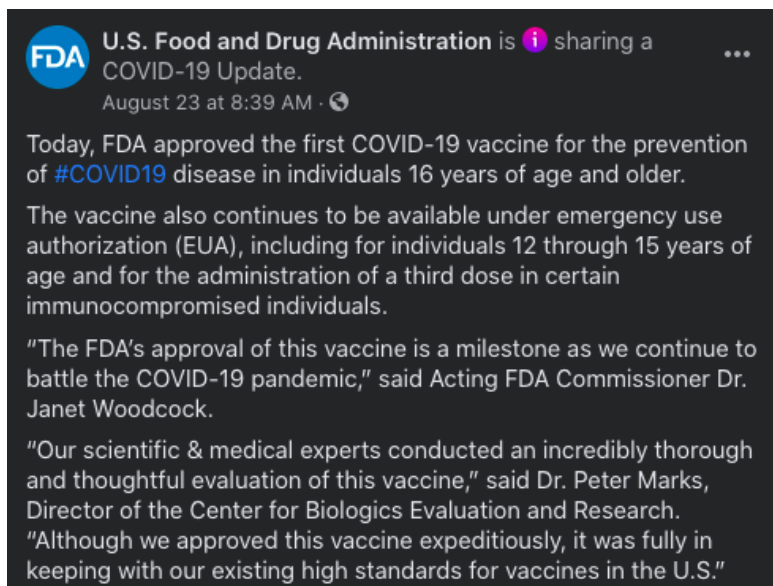 FDA
U.S. Food and Drug Administration is i sharing a
COVID-19 Update.
August 23 at 8:39 AM ·
Today, FDA approved the first COVID-19 vaccine for the prevention
of #COVID19 disease in individuals 16 years of age and older.
The vaccine also continues to be available under emergency use
authorization (EUA), including for individuals 12 through 15 years of
age and for the administration of a third dose in certain
immunocompromised individuals.
“The FDA’s approval of this vaccine is a milestone as we continue to
battle the COVID-19 pandemic,” said Acting FDA Commissioner Dr.
Janet Woodcock.
“Our scientific & medical experts conducted an incredibly thorough
and thoughtful evaluation of this vaccine,” said Dr. Peter Marks,
Director of the Center for Biologics Evaluation and Research.
“Although we approved this vaccine expeditiously, it was fully in
keeping with our existing high standards for vaccines in the U.S.”